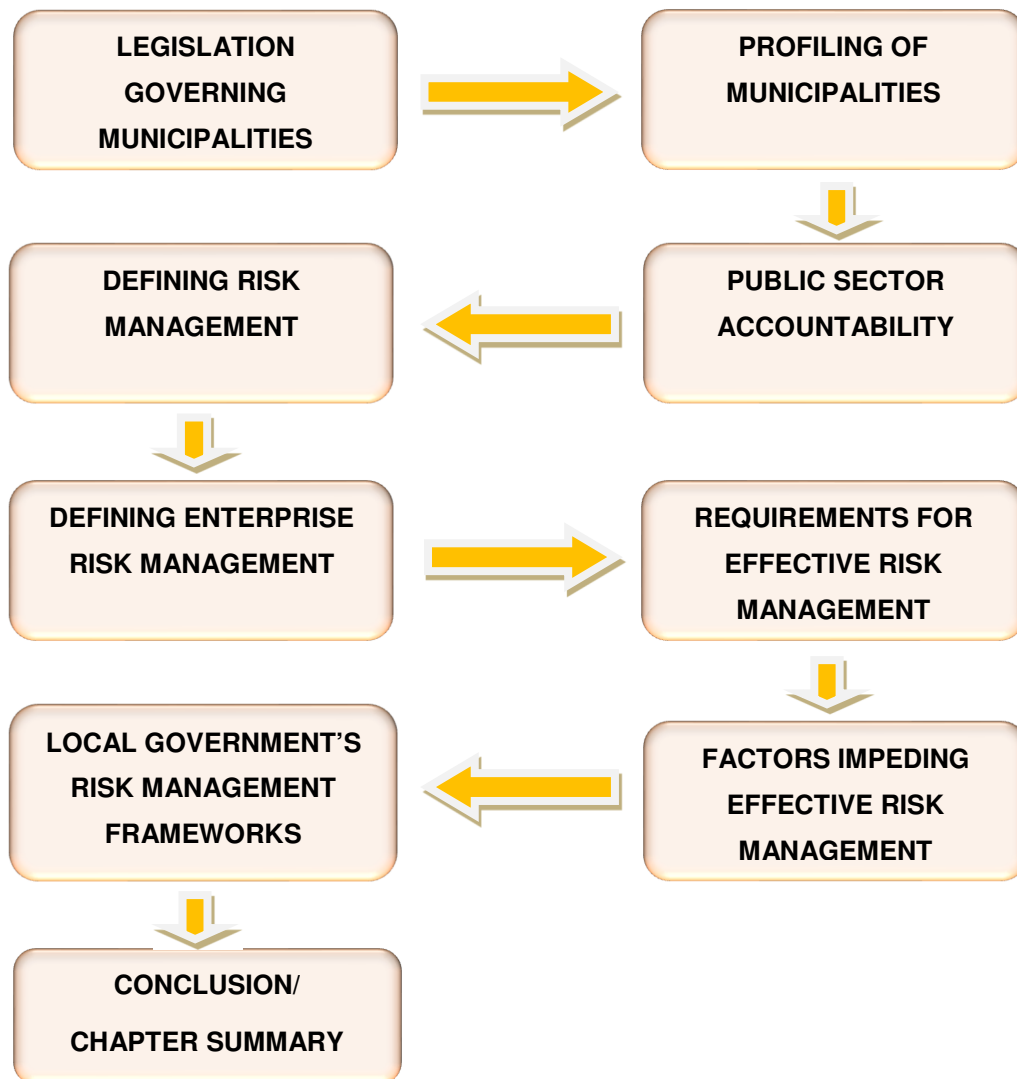 LEGISLATION
GOVERNING
MUNICIPALITIES
PROFILING OF
MUNICIPALITIES
PUBLIC SECTOR
ACCOUNTABILITY
DEFINING RISK
MANAGEMENT
DEFINING ENTERPRISE
RISK MANAGEMENT
REQUIREMENTS FOR
EFFECTIVE RISK
MANAGEMENT
FACTORS IMPEDING
EFFECTIVE RISK
MANAGEMENT
LOCAL GOVERNMENT’S
RISK MANAGEMENT
FRAMEWORKS
CONCLUSION/
CHAPTER SUMMARY